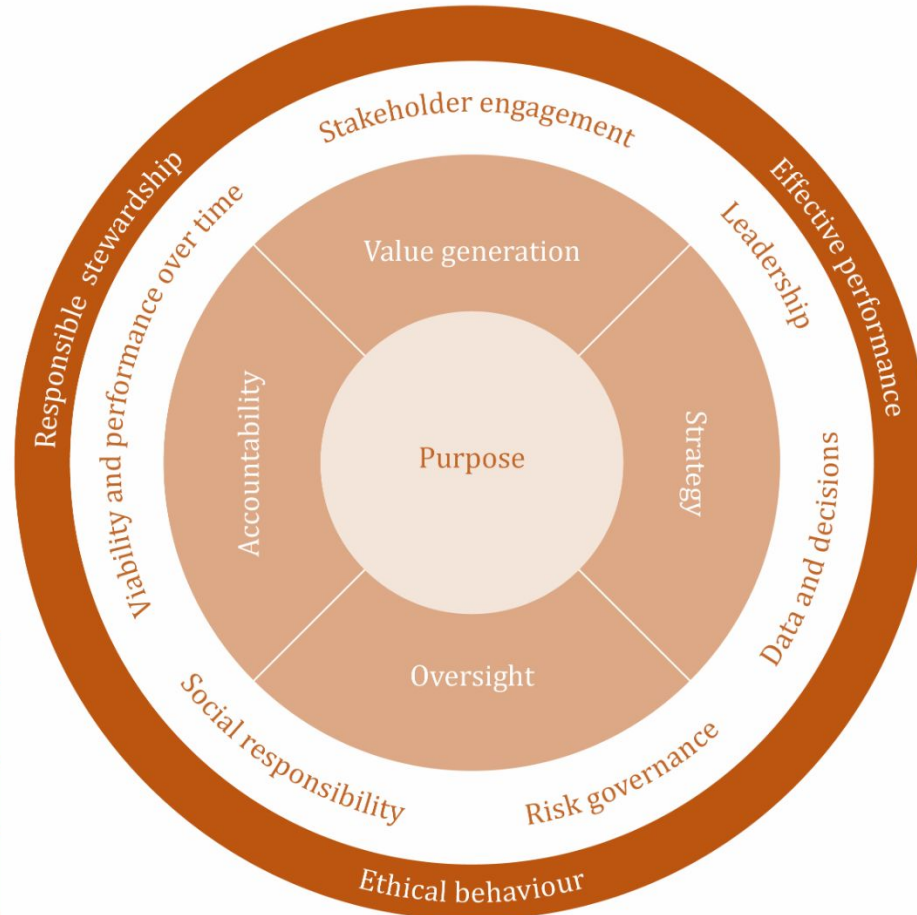 Stakeholder engagement
Responsible stewardship
Effective performance
Viability and performance over time
Leadership
Value generation
Accountability
Purpose
Strategy
Data and decisions
Oversight
Social responsibility
Risk governance
Ethical behaviour